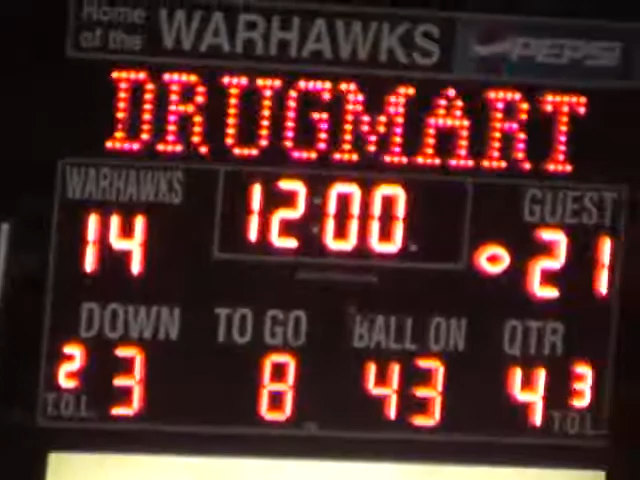 Home
of the WARHAWKS PEPSI
DRUGMART
WARHAWKS 12:00 GUEST
14 21
DOWN TO GO BALL ON QTR
2 3 8 43 4 3
T.O.L. T.O.L.